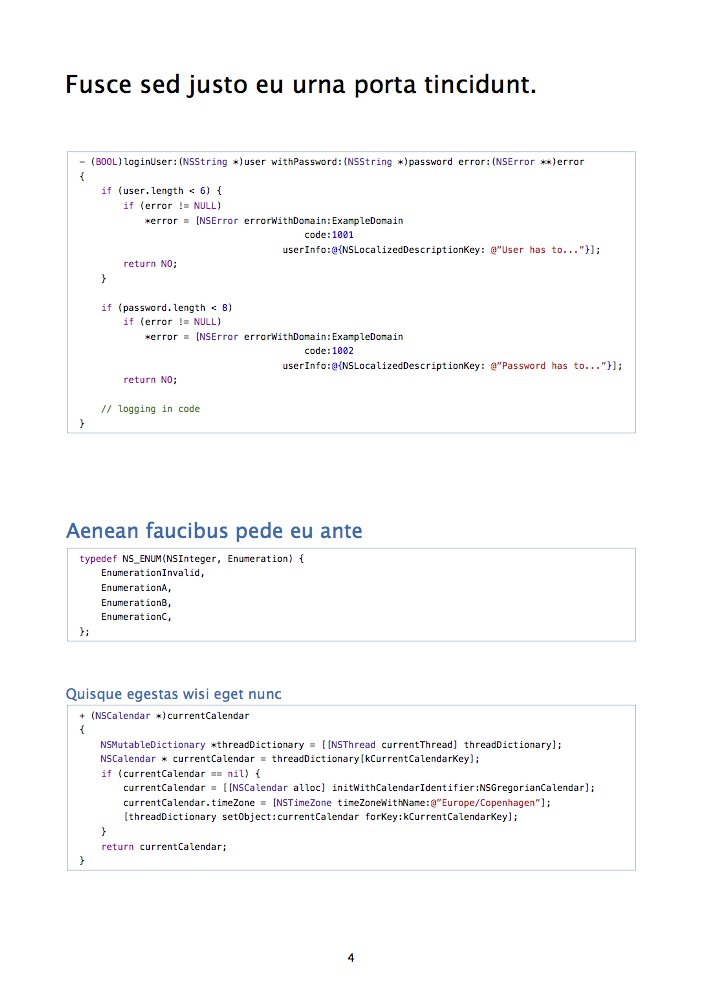 Fusce sed justo eu urna porta tincidunt.
- (BOOL)loginUser:(NSString *)user withPassword:(NSString *)password error:(NSError **)error
{
    if (user.length < 6) {
        if (error != NULL)
            *error = [NSError errorWithDomain:ExampleDomain
                                         code:1001
                                     userInfo:@{NSLocalizedDescriptionKey: @"User has to..."}];
        return NO;
    }

    if (password.length < 8)
        if (error != NULL)
            *error = [NSError errorWithDomain:ExampleDomain
                                         code:1002
                                     userInfo:@{NSLocalizedDescriptionKey: @"Password has to..."}];
        return NO;

    // logging in code
}
Aenean faucibus pede eu ante
typedef NS_ENUM(NSInteger, Enumeration) {
    EnumerationInvalid,
    EnumerationA,
    EnumerationB,
    EnumerationC,
};
Quisque egestas wisi eget nunc
+ (NSCalendar *)currentCalendar
{
    NSMutableDictionary *threadDictionary = [[NSThread currentThread] threadDictionary];
    NSCalendar * currentCalendar = threadDictionary[kCurrentCalendarKey];
    if (currentCalendar == nil) {
        currentCalendar = [[NSCalendar alloc] initWithCalendarIdentifier:NSGregorianCalendar];
        currentCalendar.timeZone = [NSTimeZone timeZoneWithName:@"Europe/Copenhagen"];
        [threadDictionary setObject:currentCalendar forKey:kCurrentCalendarKey];
    }
    return currentCalendar;
}
4